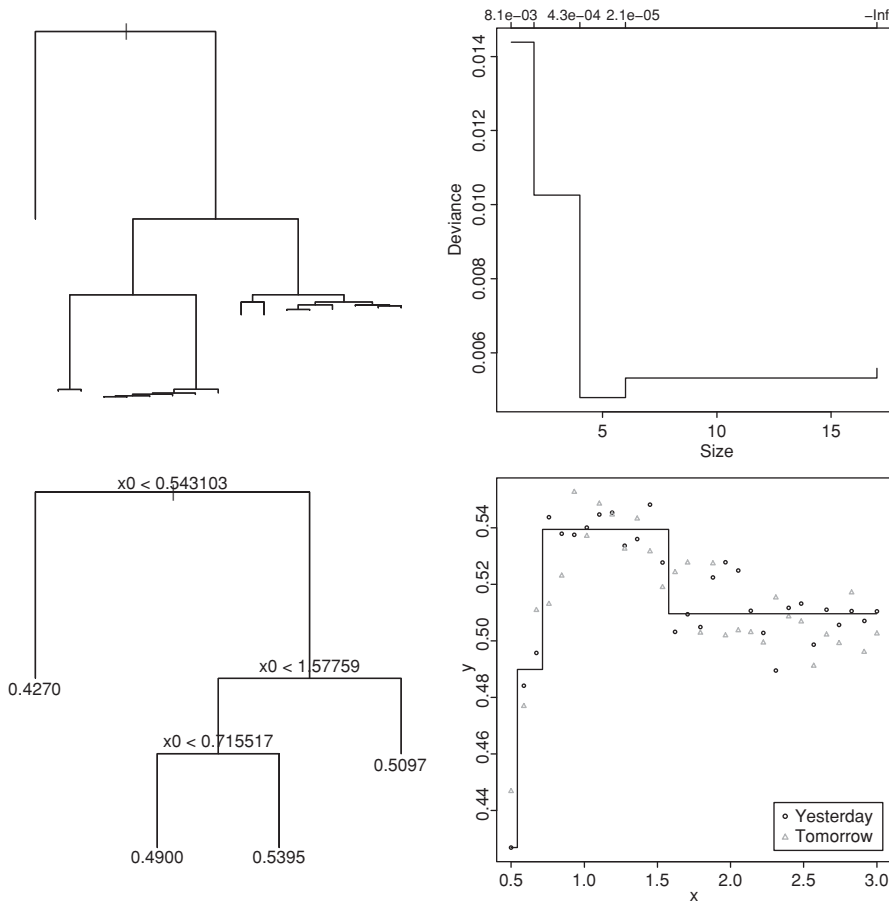 8.1e−03 4.3e−04 2.1e−05 −Inf
0.014
0.012
0.010
0.008
0.006
Deviance
5 10 15
Size
x0 < 0.543103
0.4270
x0 < 1.57759
x0 < 0.715517
0.5097
0.4900
0.5395
0.54
0.52
0.50
0.48
0.46
0.44
y
Yesterday
Tomorrow
0.5 1.0 1.5 2.0 2.5 3.0
x